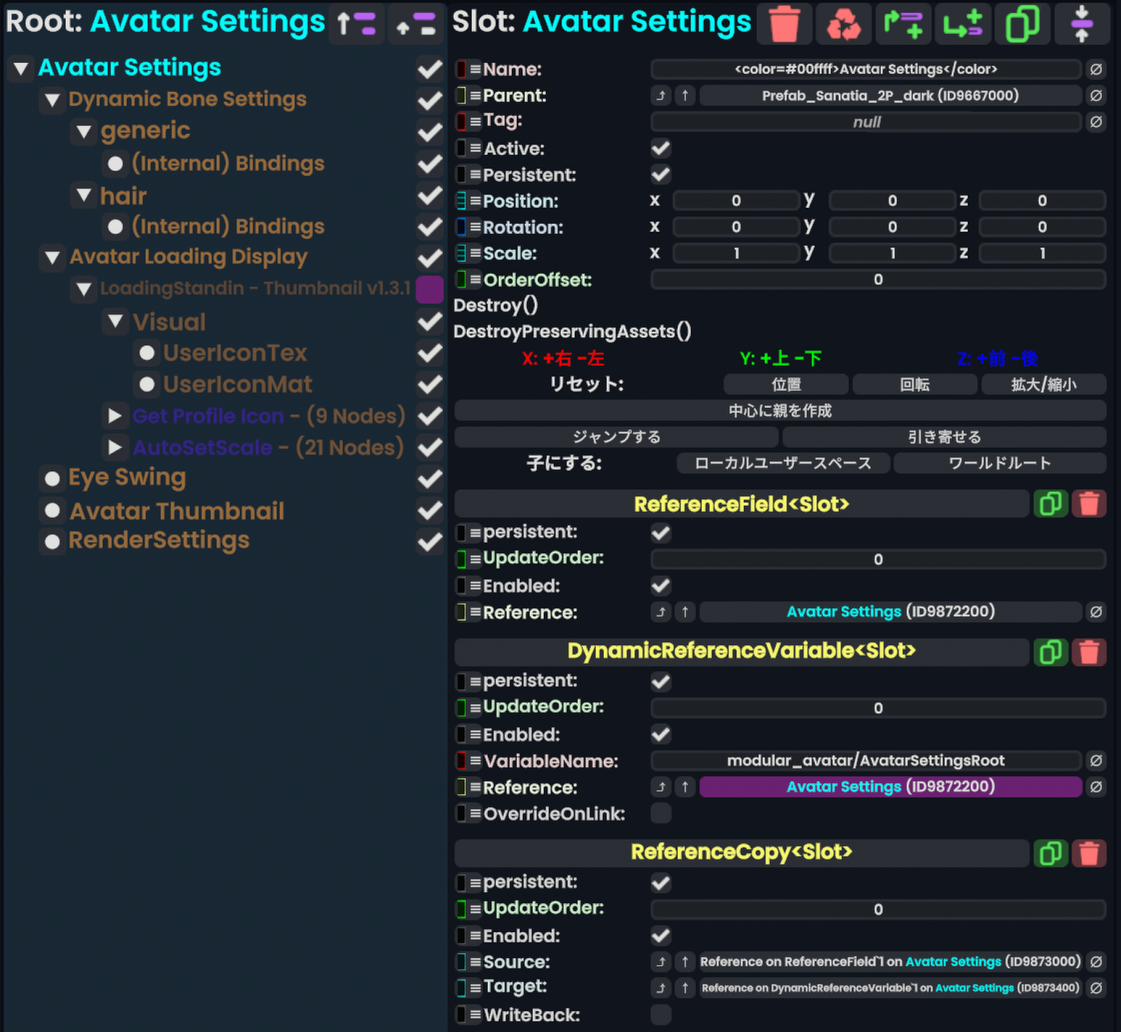 Root: Avatar Settings
Avatar Settings
Dynamic Bone Settings
generic
(Internal) Bindings
hair
(Internal) Bindings
Avatar Loading Display
LoadingStandin - Thumbnail v1.3.1
Visual
UserIconTex
UserIconMat
Get Profile Icon - (9 Nodes)
AutoSetScale - (21 Nodes)
Eye Swing
Avatar Thumbnail
RenderSettings
Slot: Avatar Settings
Name: <color=#00ffff>Avatar Settings</color> ∅
Parent: ↑ Prefab_Sanatia_2P_dark (ID9667000) ∅
Tag: null ∅
Active:
Persistent:
Position: x 0 y 0 z 0
Rotation: x 0 y 0 z 0
Scale: x 1 y 1 z 1
OrderOffset: 0
Destroy()
DestroyPreservingAssets()
X: +右 -左 Y: +上 -下 Z: +前 -後
リセット: 位置 回転 拡大/縮小
中心に親を作成
ジャンプする 引き寄せる
子にする: ローカルユーザースペース ワールドルート
ReferenceField<Slot>
persistent:
UpdateOrder: 0
Enabled:
Reference: ↑ Avatar Settings (ID9872200) ∅
DynamicReferenceVariable<Slot>
persistent:
UpdateOrder: 0
Enabled:
VariableName: modular_avatar/AvatarSettingsRoot ∅
Reference: ↑ Avatar Settings (ID9872200) ∅
OverrideOnLink:
ReferenceCopy<Slot>
persistent:
UpdateOrder: 0
Enabled:
Source: ↑ Reference on ReferenceField`1 on Avatar Settings (ID9873000) ∅
Target: ↑ Reference on DynamicReferenceVariable`1 on Avatar Settings (ID9873400) ∅
WriteBack: